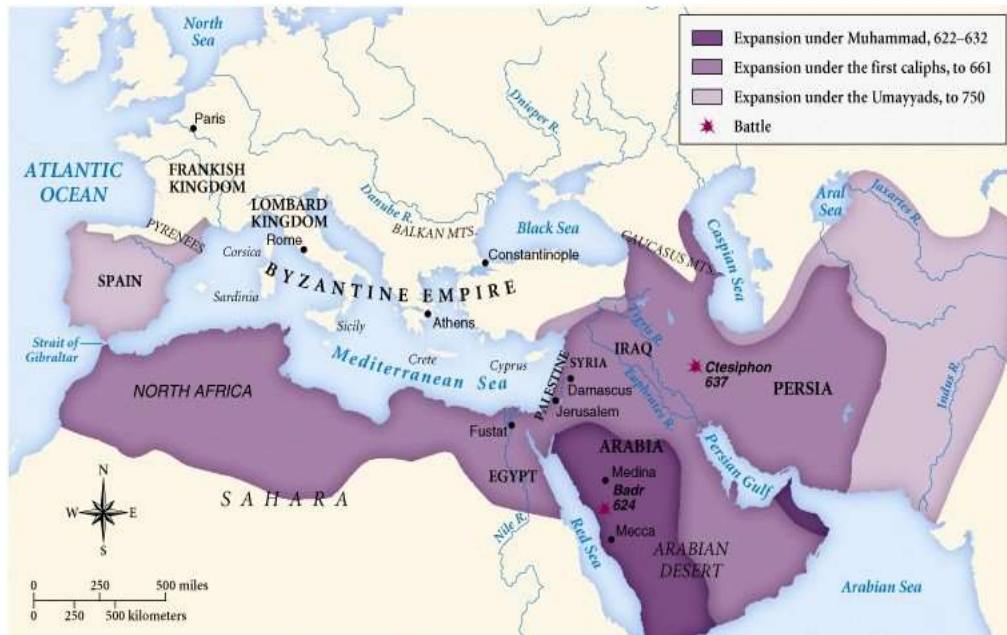 North
Sea
Expansion under Muhammad, 622–632
Expansion under the first caliphs, to 661
Expansion under the Umayyads, to 750
Battle
Dnieper R.
Paris
ATLANTIC
OCEAN
FRANKISH
KINGDOM
LOMBARD
KINGDOM
Danube R.
BALKAN MTS.
Black Sea
Aral
Sea
Jaxartes R.
Caspian Sea
CAUCASUS MTS.
PYRENEES
Corsica
Rome
Constantinople
SPAIN
BYZANTINE EMPIRE
Sardinia
Athens
Sicily
Strait of
Gibraltar
Mediterranean Sea
Crete
Cyprus
Tigris R.
IRAQ
SYRIA
Ctesiphon
637
NORTH AFRICA
PALESTINE
Damascus
Euphrates R.
PERSIA
Indus R.
Jerusalem
Fustat
ARABIA
Persian Gulf
EGYPT
Medina
Badr
624
SAHARA
N
W
E
S
Nile R.
Red Sea
Mecca
ARABIAN
DESERT
Arabian Sea
0 250 500 miles
0 250 500 kilometers